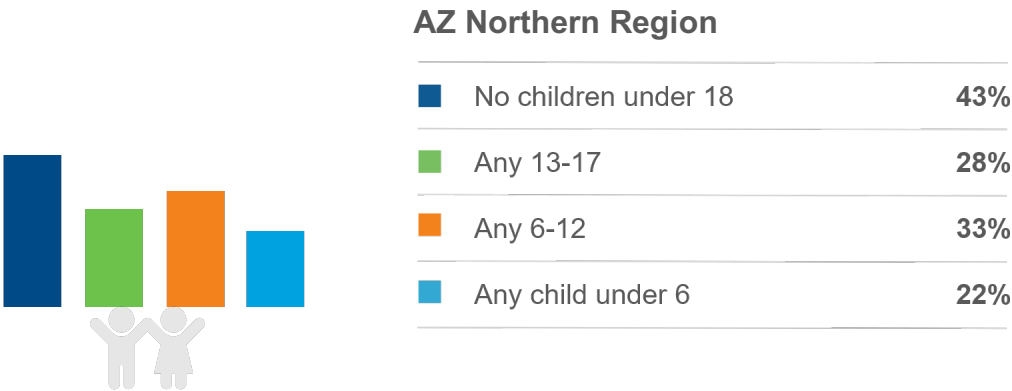 AZ Northern Region
No children under 18 43%
Any 13-17 28%
Any 6-12 33%
Any child under 6 22%